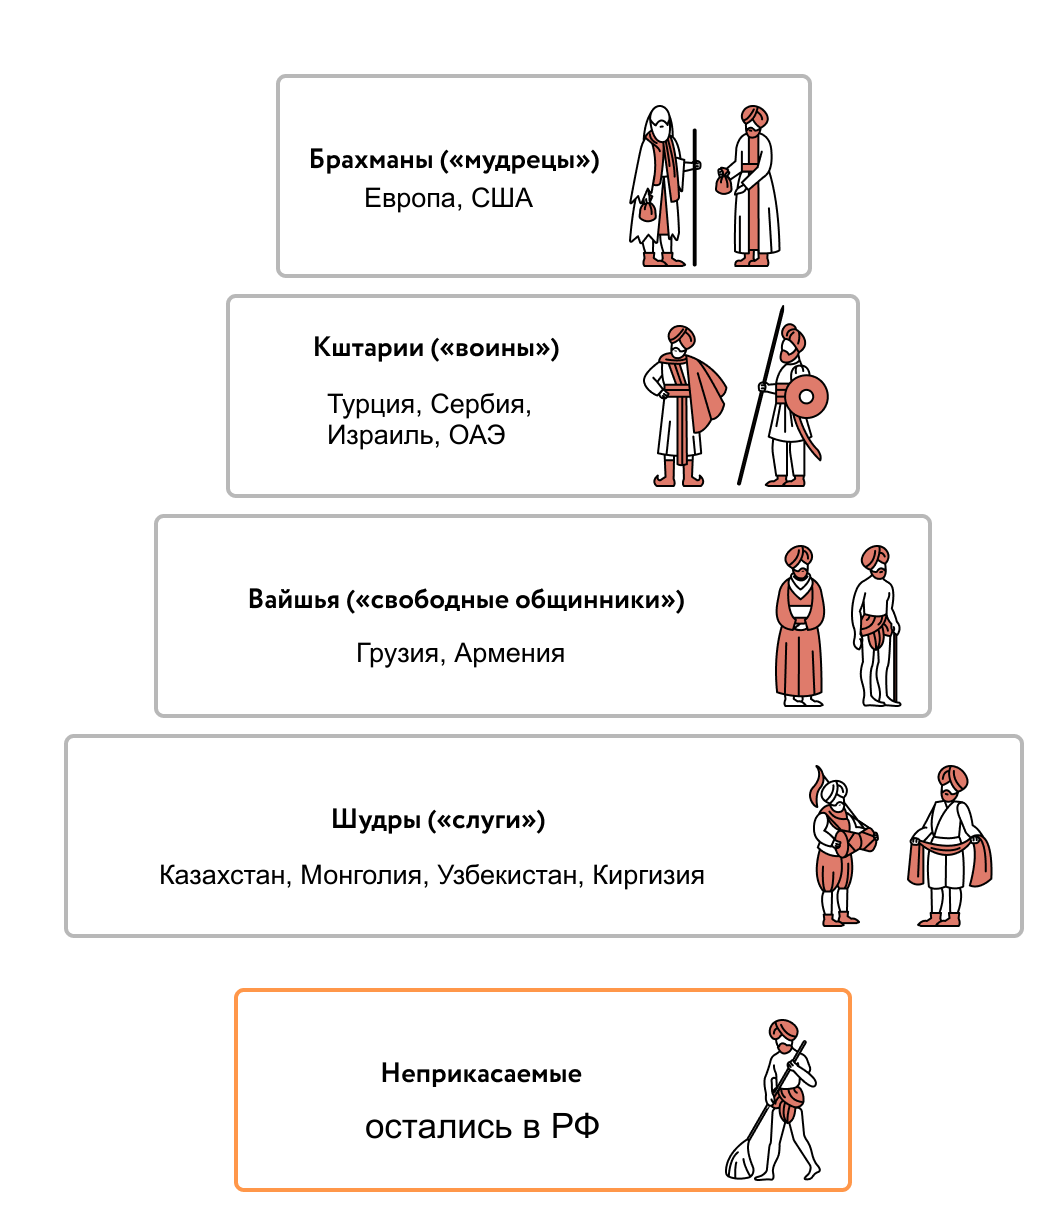 Брахманы («мудрецы»)
Европа, США
Кштарии («воины»)
Турция, Сербия,
Израиль, ОАЭ
Вайшья («свободные общинники»)
Грузия, Армения
Шудры («слуги»)
Казахстан, Монголия, Узбекистан, Киргизия
Неприкасаемые
остались в РФ